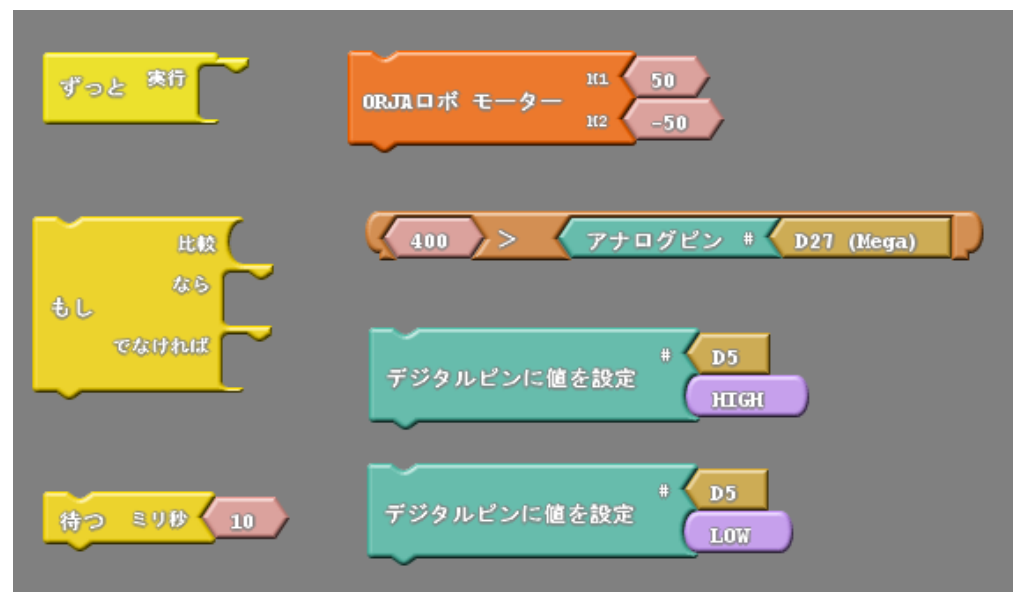 ずっと 実行
ORJAロボ モーター
M1 50
M2 -50
もし
比較
なら
でなければ
400 > アナログピン # D27 (Mega)
デジタルピンに値を設定
# D5
HIGH
待つ ミリ秒 10
デジタルピンに値を設定
# D5
LOW